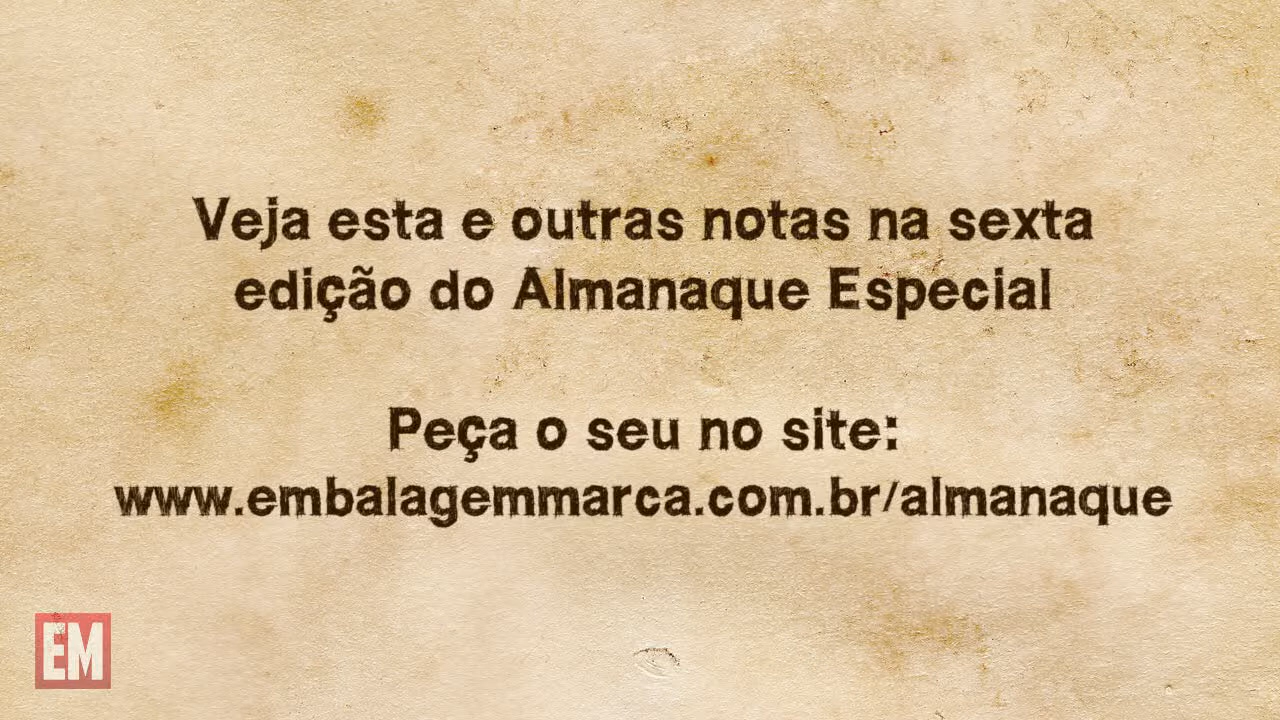 Veja esta e outras notas na sexta
edição do Almanaque Especial
Peça o seu no site:
www.embalagemmarca.com.br/almanaque
EM